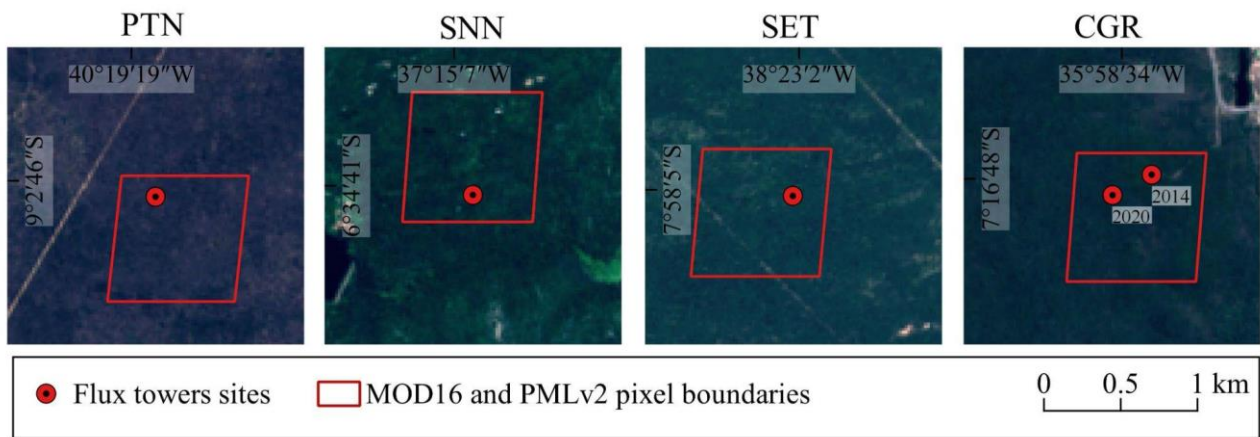 PTN
SNN
SET
CGR
40°19′19″W
37°15′7″W
38°23′2″W
35°58′34″W
9°2′46″S
6°34′41″S
7°58′5″S
7°16′48″S
2014
2020
Flux towers sites
MOD16 and PMLv2 pixel boundaries
0 0.5 1 km